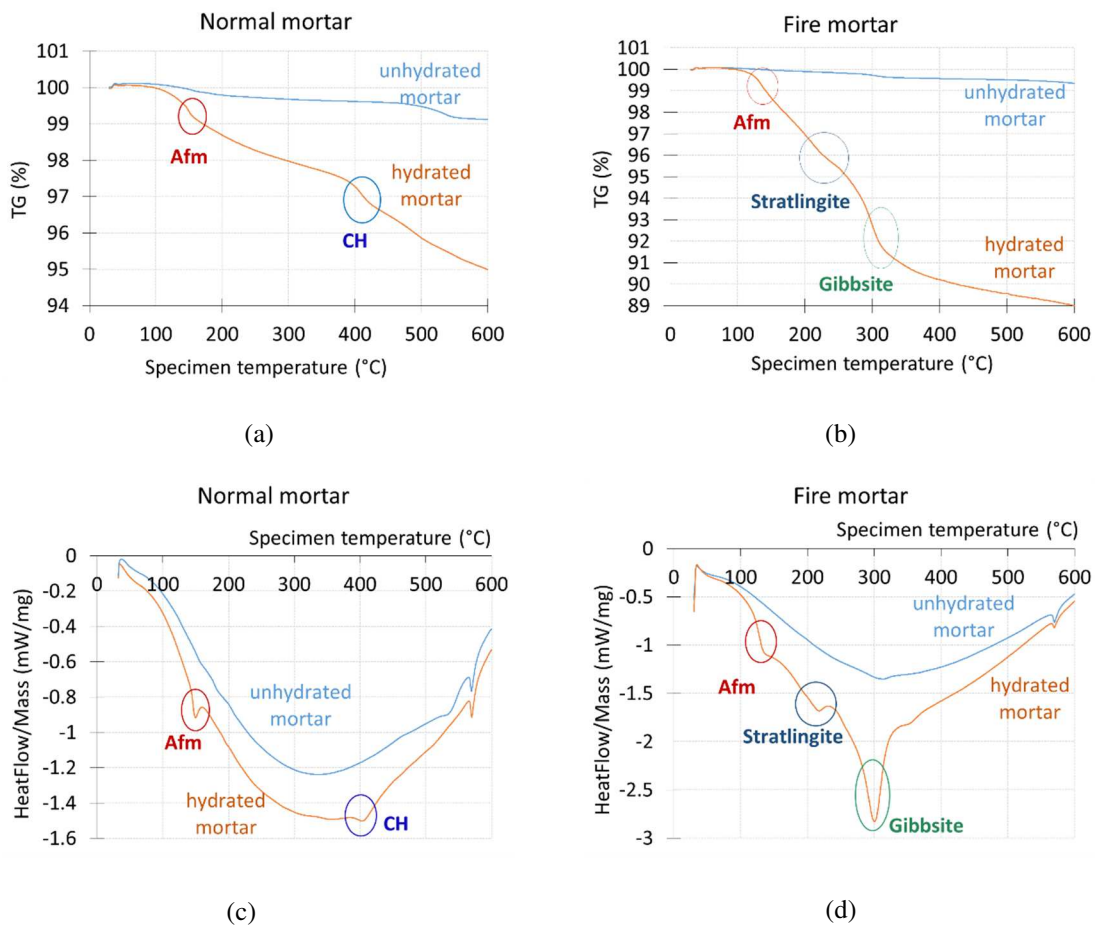 Normal mortar
101
100
99
98
97
96
95
94
0
100
200
300
400
500
600
TG (%)
Specimen temperature (°C)
unhydrated
mortar
hydrated
mortar
Afm
CH
(a)
Fire mortar
101
100
99
98
97
96
95
94
93
92
91
90
89
0
100
200
300
400
500
600
TG (%)
Specimen temperature (°C)
unhydrated
mortar
hydrated
mortar
Afm
Stratlingite
Gibbsite
(b)
Normal mortar
Specimen temperature (°C)
0
-0.2
-0.4
-0.6
-0.8
-1
-1.2
-1.4
-1.6
0
100
200
300
400
500
600
HeatFlow/Mass (mW/mg)
unhydrated
mortar
hydrated
mortar
Afm
CH
(c)
Fire mortar
Specimen temperature (°C)
0
-0.5
-1
-1.5
-2
-2.5
-3
0
100
200
300
400
500
600
HeatFlow/Mass (mW/mg)
unhydrated
mortar
hydrated
mortar
Afm
Stratlingite
Gibbsite
(d)